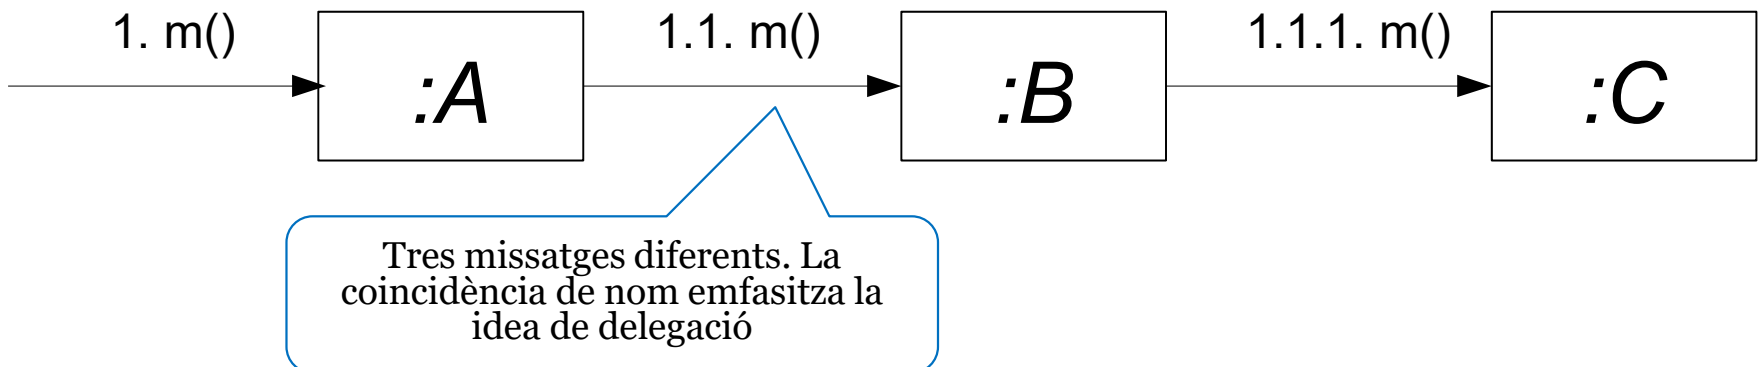 1. m()
1.1. m()
1.1.1. m()
:A
:B
:C
Tres missatges diferents. La
coincidència de nom emfasitza la
idea de delegació